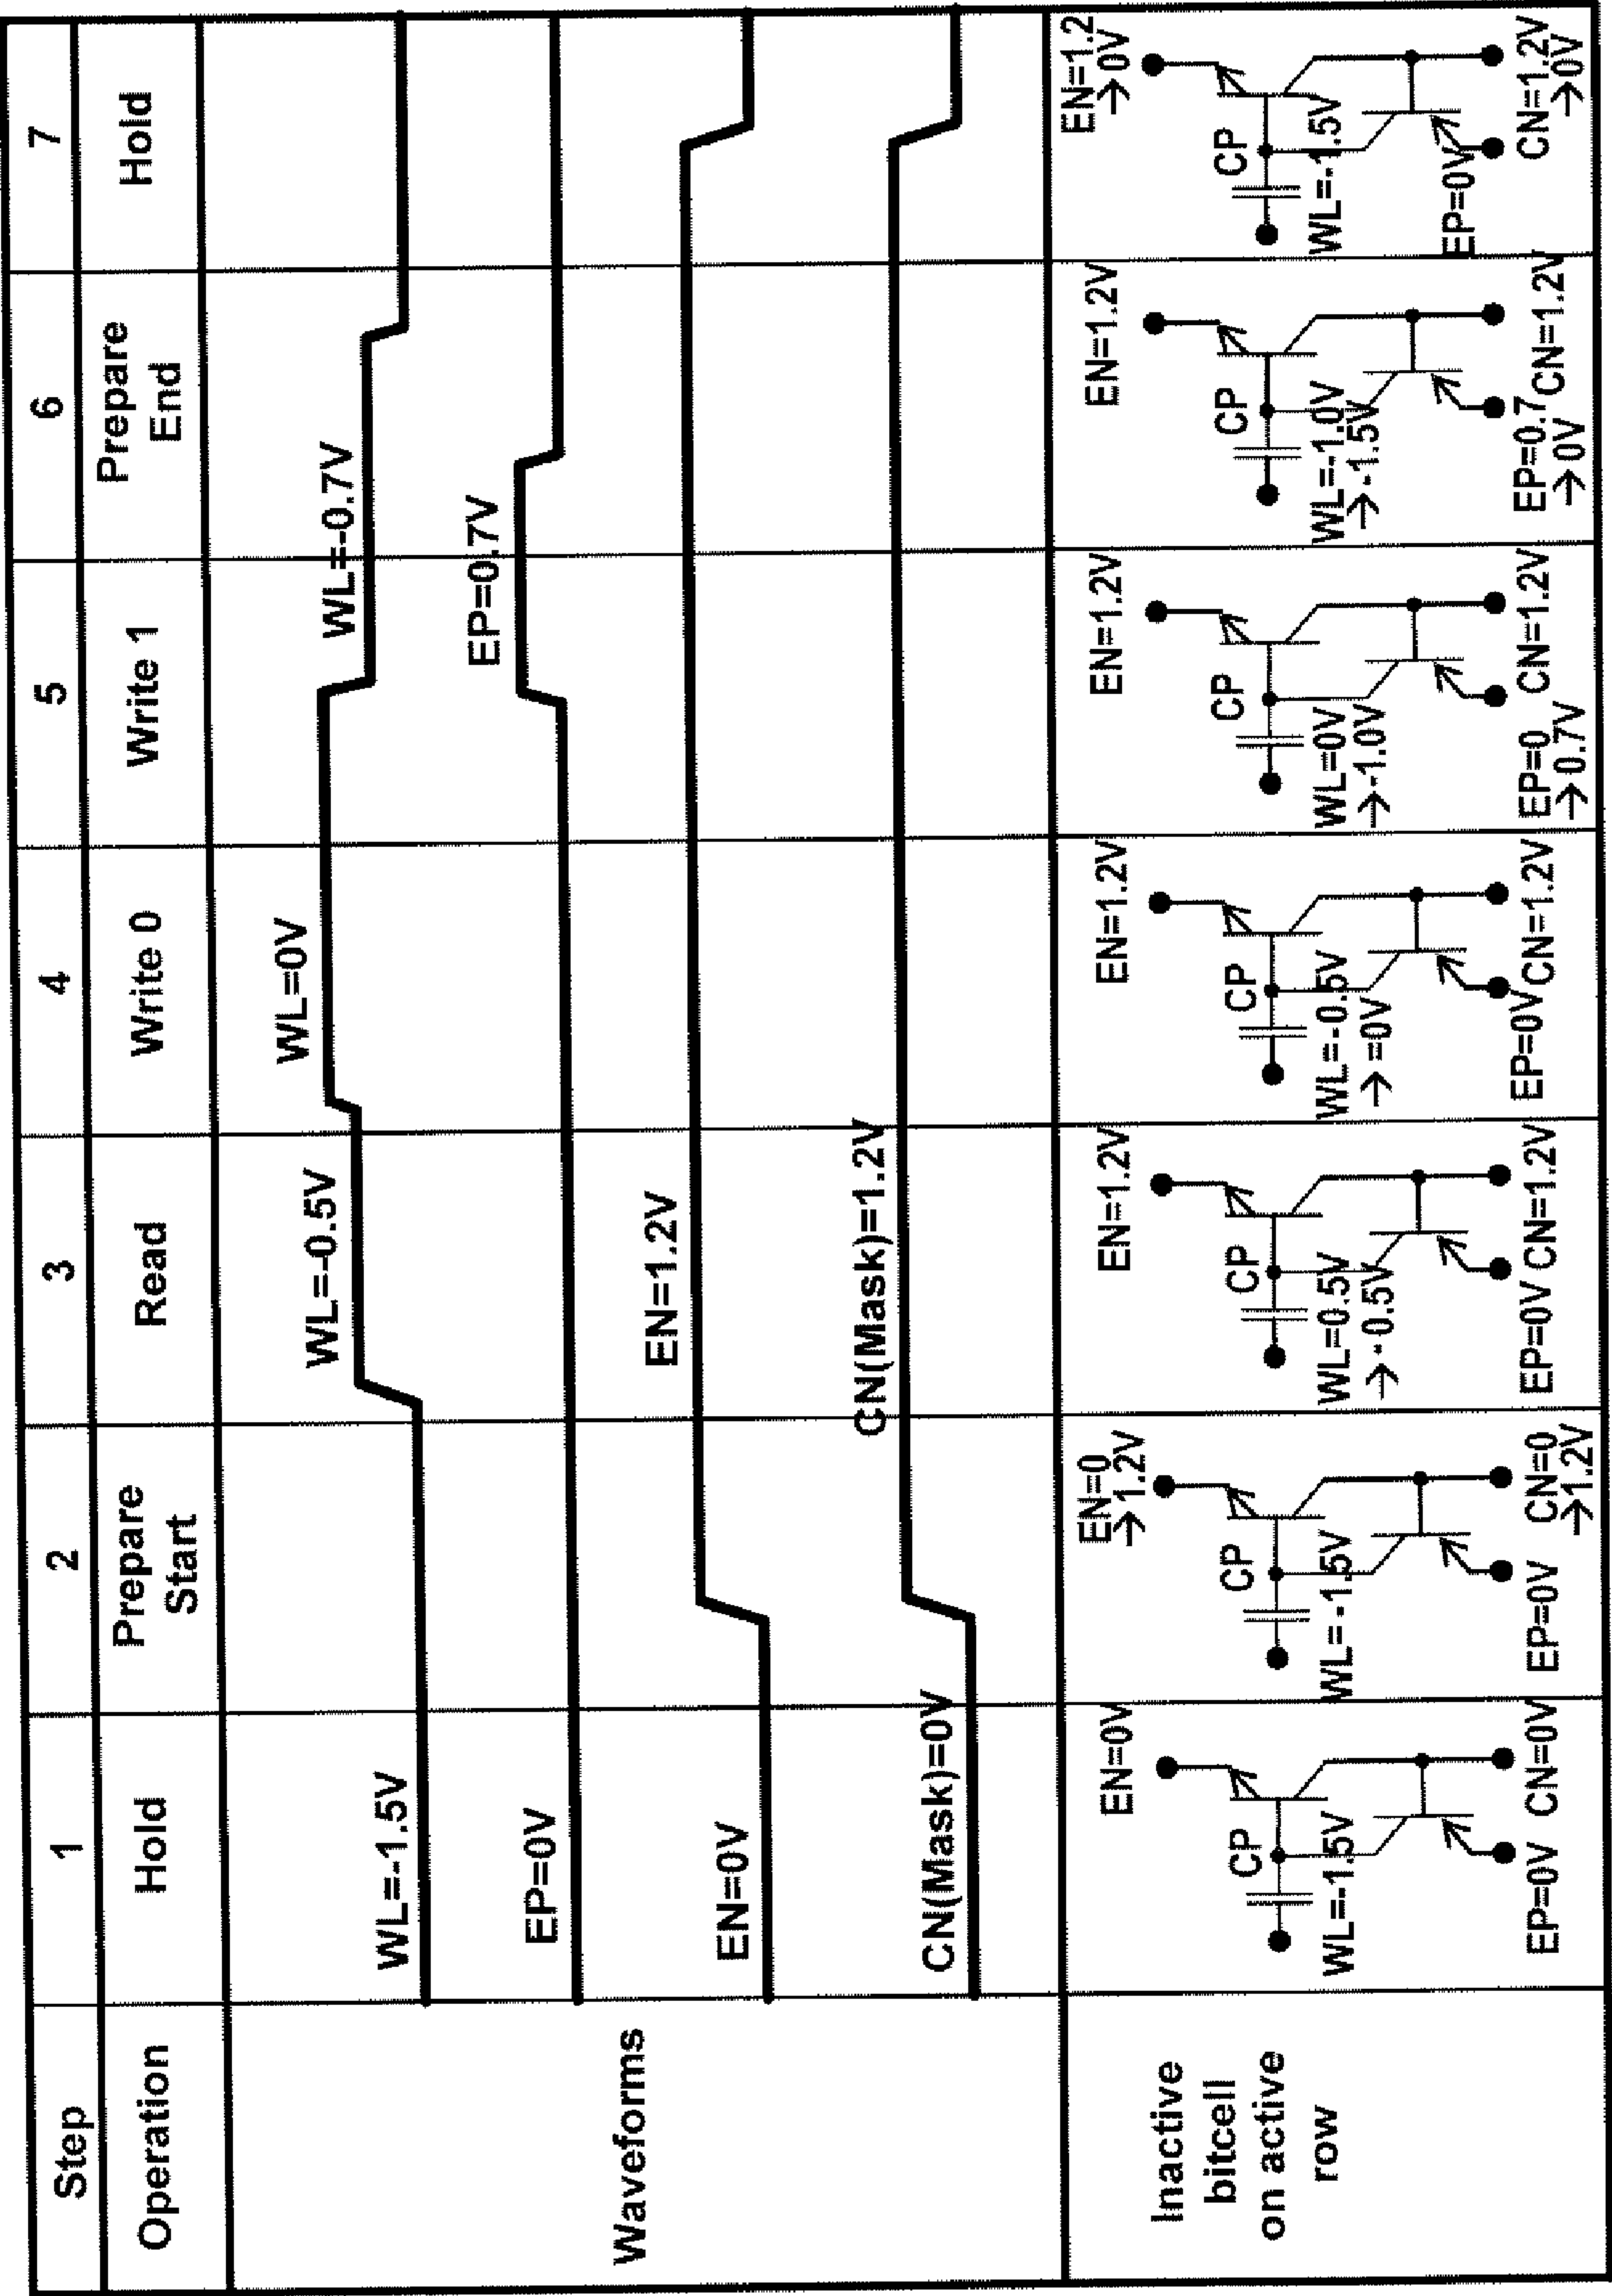 Step 1 2 3 4 5 6 7
Operation Hold Prepare Start Read Write 0 Write 1 Prepare End Hold
Waveforms
WL=-1.5V WL=-0.5V WL=0V WL=-0.7V
EP=0V EP=0.7V
EN=0V EN=1.2V
CN(Mask)=0V CN(Mask)=1.2V
Inactive
bitcell
on active
row
EN=0V
CP
WL=-1.5V
EP=0V CN=0V
EN=0
→1.2V
CP
WL=-1.5V
EP=0V CN=0
→1.2V
EN=1.2V
CP
WL=0.5V
→-0.5V
EP=0V CN=1.2V
EN=1.2V
CP
WL=-0.5V
→=0V
EP=0V CN=1.2V
EN=1.2V
CP
WL=0V
→-1.0V
EP=0 CN=1.2V
→0.7V
EN=1.2V
CP
WL=-1.0V
→-1.5V
EP=0.7 CN=1.2V
→0V
EN=1.2
→0V
CP
WL=-1.5V
EP=0V CN=1.2V
→0V